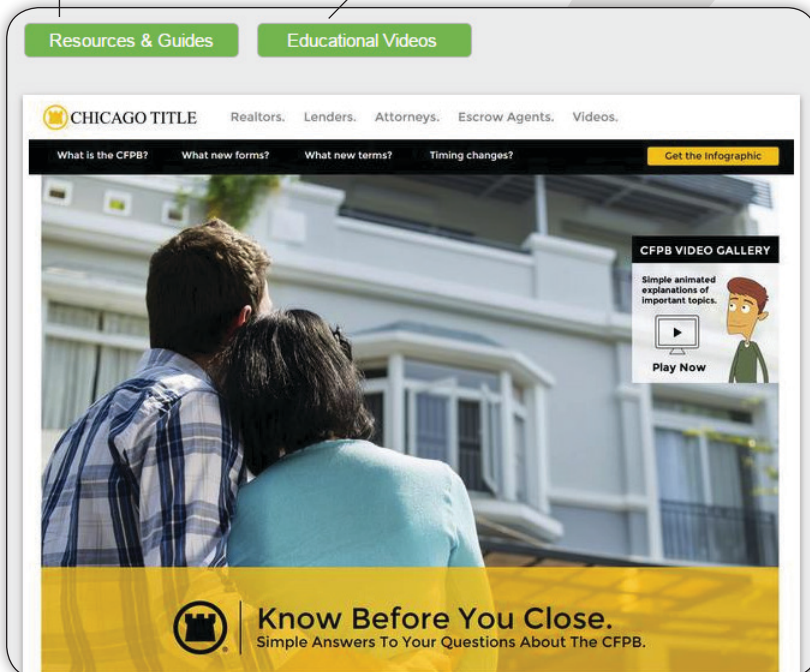 Resources & Guides
Educational Videos
CHICAGO TITLE
Realtors. Lenders. Attorneys. Escrow Agents. Videos.
What is the CFPB? What new forms? What new terms? Timing changes?
Get the Infographic
CFPB VIDEO GALLERY
Simple animated
explanations of
important topics.
Play Now
Know Before You Close.
Simple Answers To Your Questions About The CFPB.